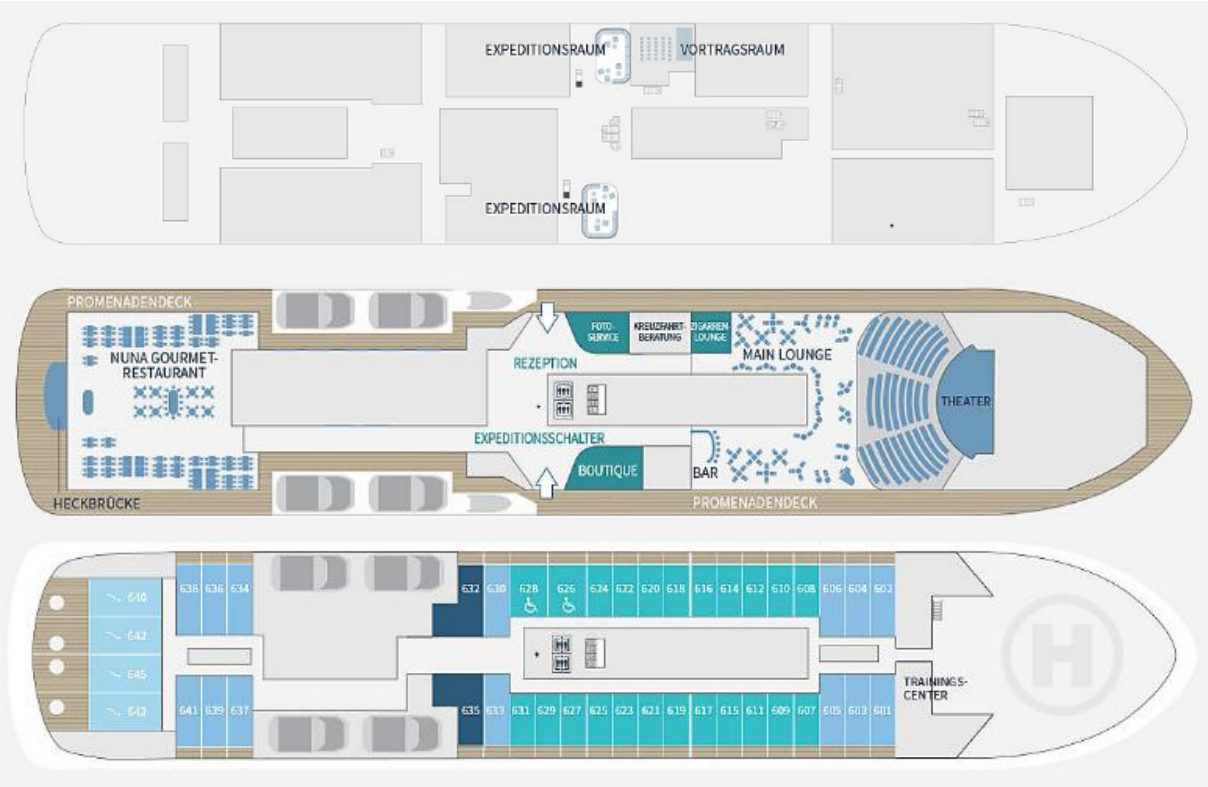 EXPEDITIONSRAUM
VORTRAGSRAUM
EXPEDITIONSRAUM
PROMENADENDECK
NUNA GOURMET-
RESTAURANT
HECKBRÜCKE
FOTO-
SERVICE
KREUZFAHRT-
BERATUNG
ZIGARREN-
LOUNGE
REZEPTION
MAIN LOUNGE
THEATER
EXPEDITIONSSCHALTER
BOUTIQUE
BAR
PROMENADENDECK
640
642
645
643
638 636 634
632 630 628 626 624 622 620 618 616 614 612 610 608 606 604 602
641 639 637
635 633 631 629 627 625 623 621 619 617 615 611 609 607 605 603 601
TRAININGS-
CENTER
H